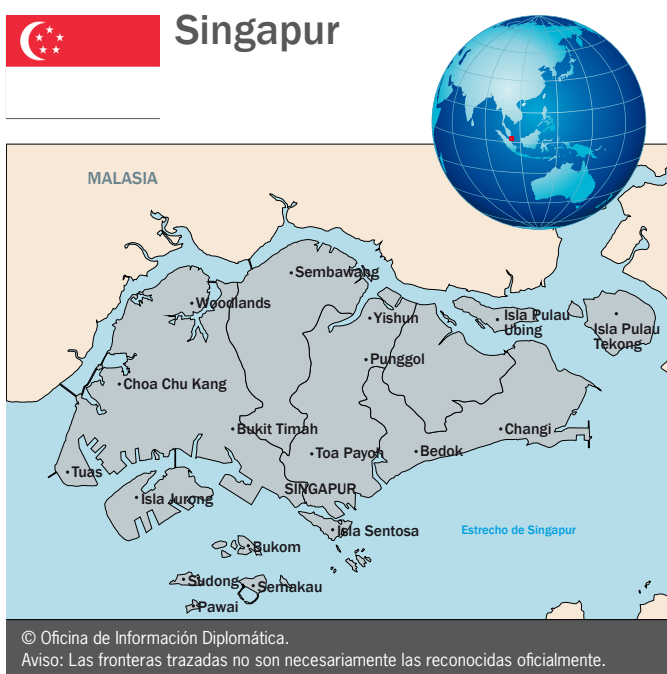 Singapur
MALASIA
Sembawang
Woodlands
Yishun
Isla Pulau
Ubing
Isla Pulau
Tekong
Punggol
Choa Chu Kang
Bukit Timah
Changi
Toa Payoh
Bedok
Tuas
SINGAPUR
Isla Jurong
Isla Sentosa
Estrecho de Singapur
Bukom
Sudong
Semakau
Pawai
© Oficina de Información Diplomática.
Aviso: Las fronteras trazadas no son necesariamente las reconocidas oficialmente.